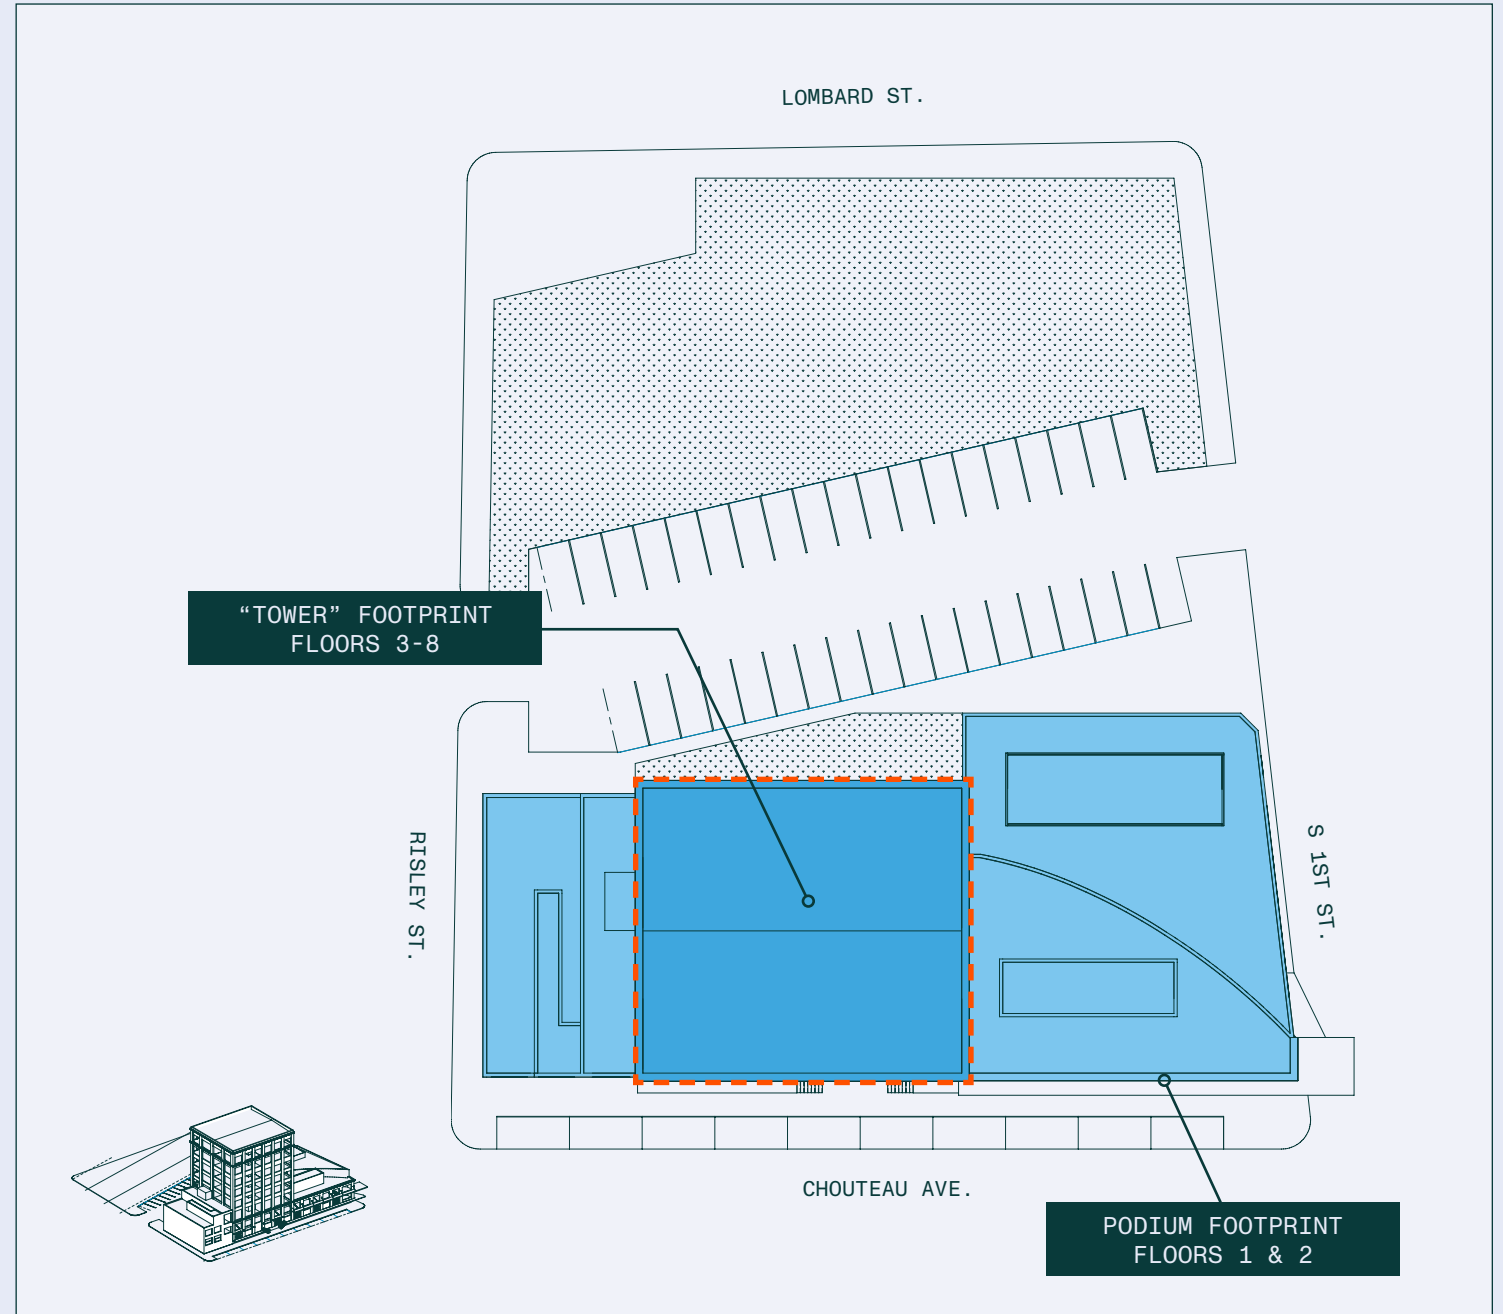 LOMBARD ST.
“TOWER” FOOTPRINT
FLOORS 3-8
RISLEY ST.
S 1ST ST.
CHOUTEAU AVE.
PODIUM FOOTPRINT
FLOORS 1 & 2